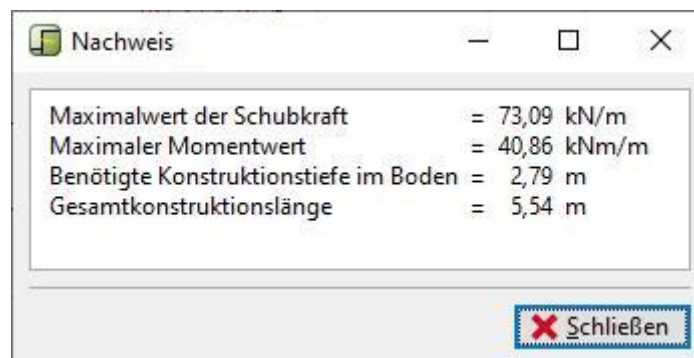 Nachweis
Maximalwert der Schubkraft = 73,09 kN/m
Maximaler Momentwert = 40,86 kNm/m
Benötigte Konstruktionstiefe im Boden = 2,79 m
Gesamtkonstruktionslänge = 5,54 m
Schließen